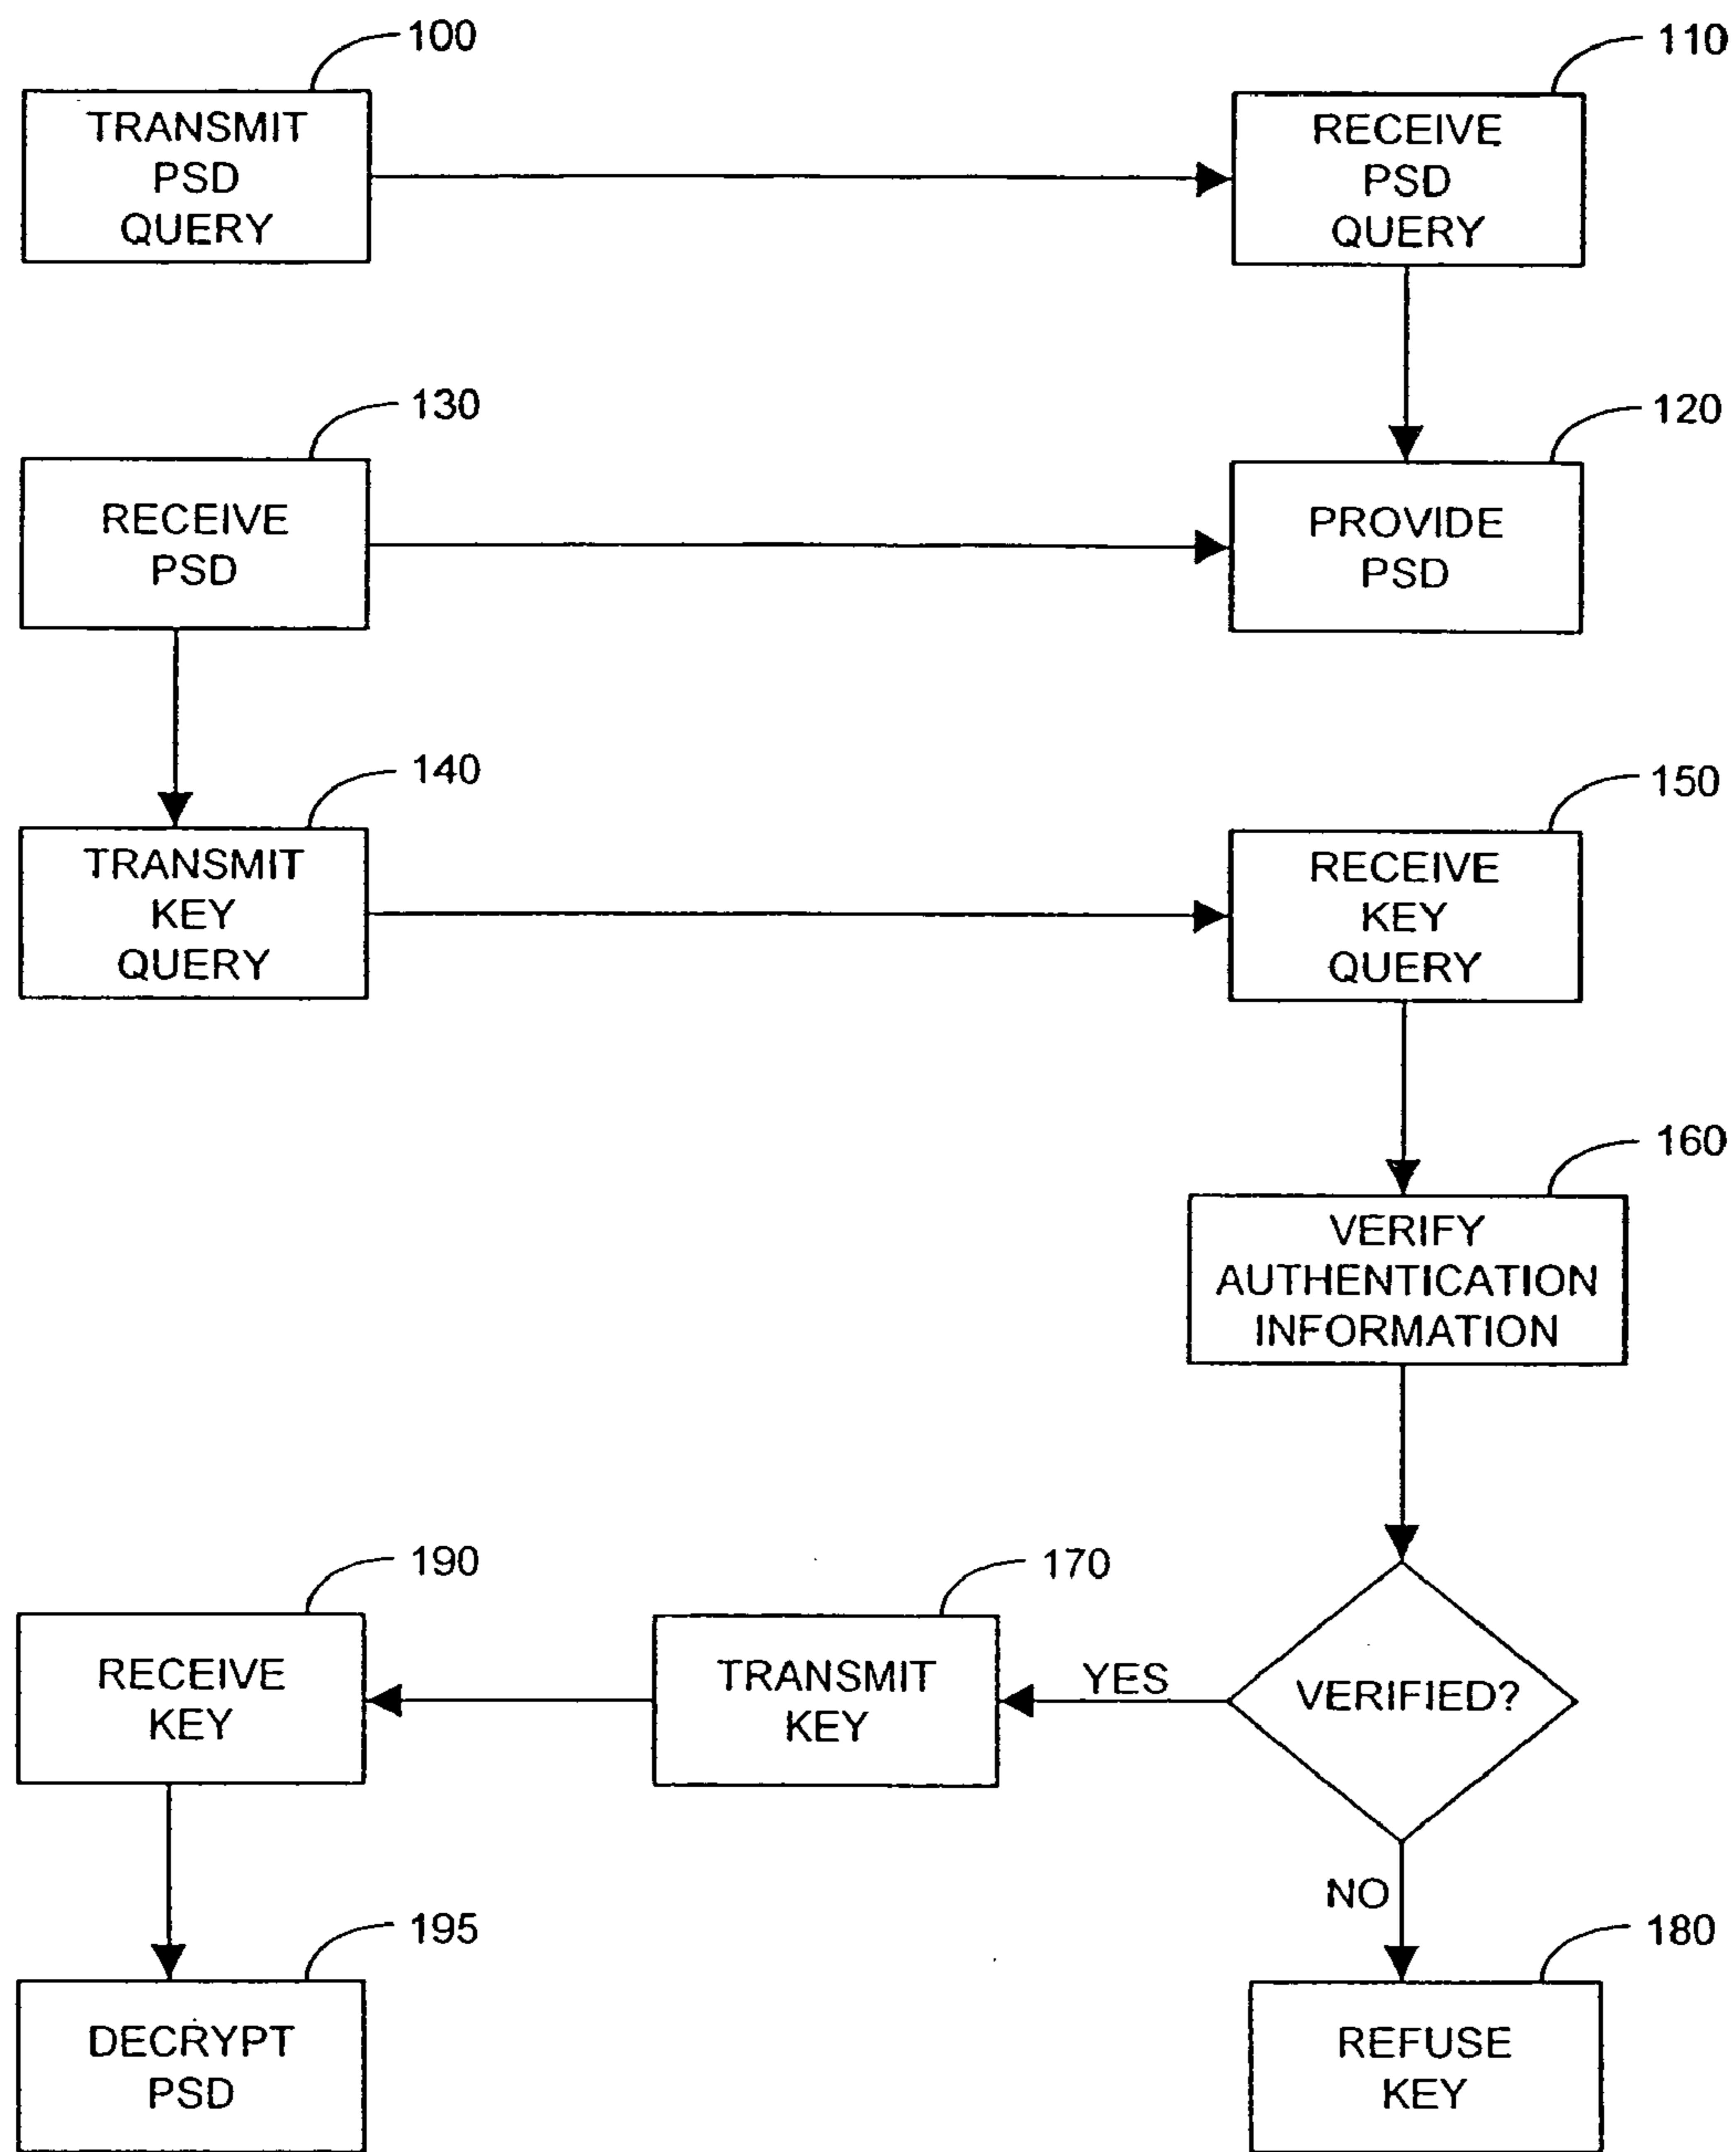 100
TRANSMIT
PSD
QUERY
110
RECEIVE
PSD
QUERY
130
RECEIVE
PSD
120
PROVIDE
PSD
140
TRANSMIT
KEY
QUERY
150
RECEIVE
KEY
QUERY
160
VERIFY
AUTHENTICATION
INFORMATION
190
RECEIVE
KEY
170
TRANSMIT
KEY
YES
VERIFIED?
NO
195
DECRYPT
PSD
180
REFUSE
KEY